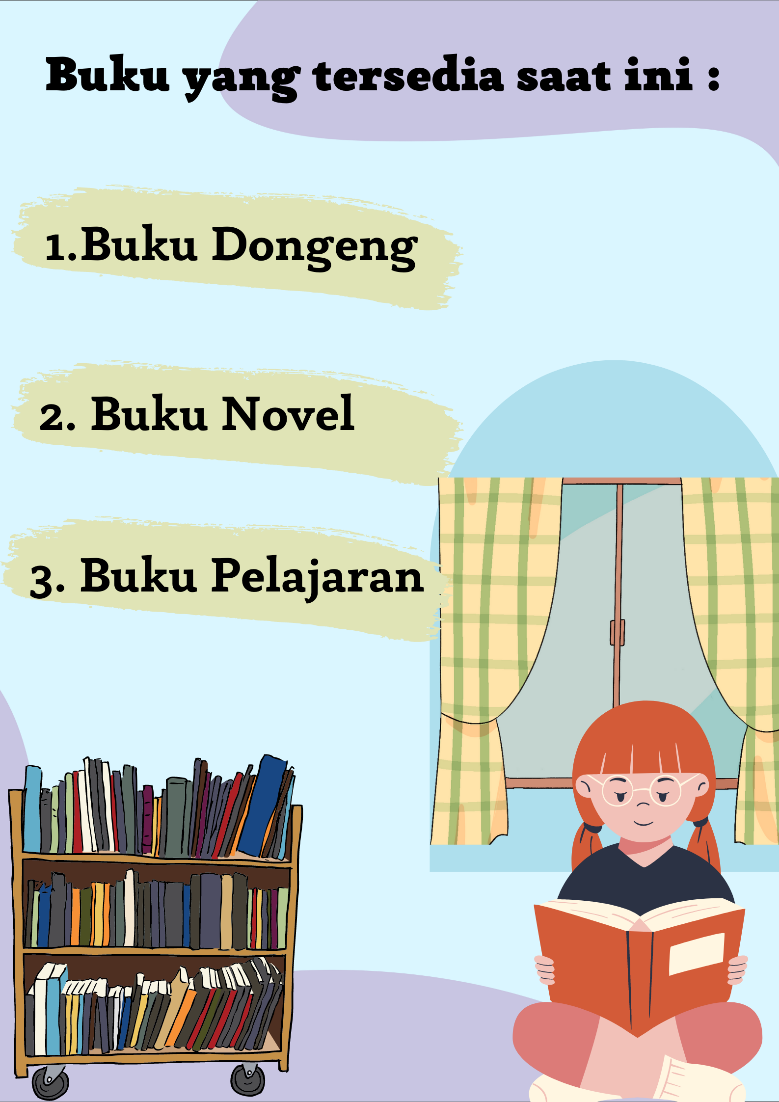 Buku yang tersedia saat ini :
1.Buku Dongeng
2. Buku Novel
3. Buku Pelajaran